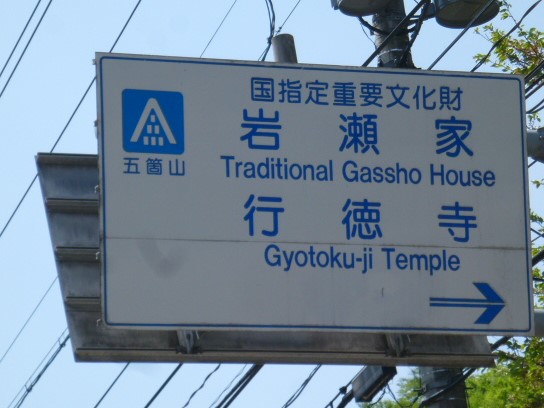 国指定重要文化財
岩瀬家
五箇山
Traditional Gassho House
行徳寺
Gyotoku-ji Temple